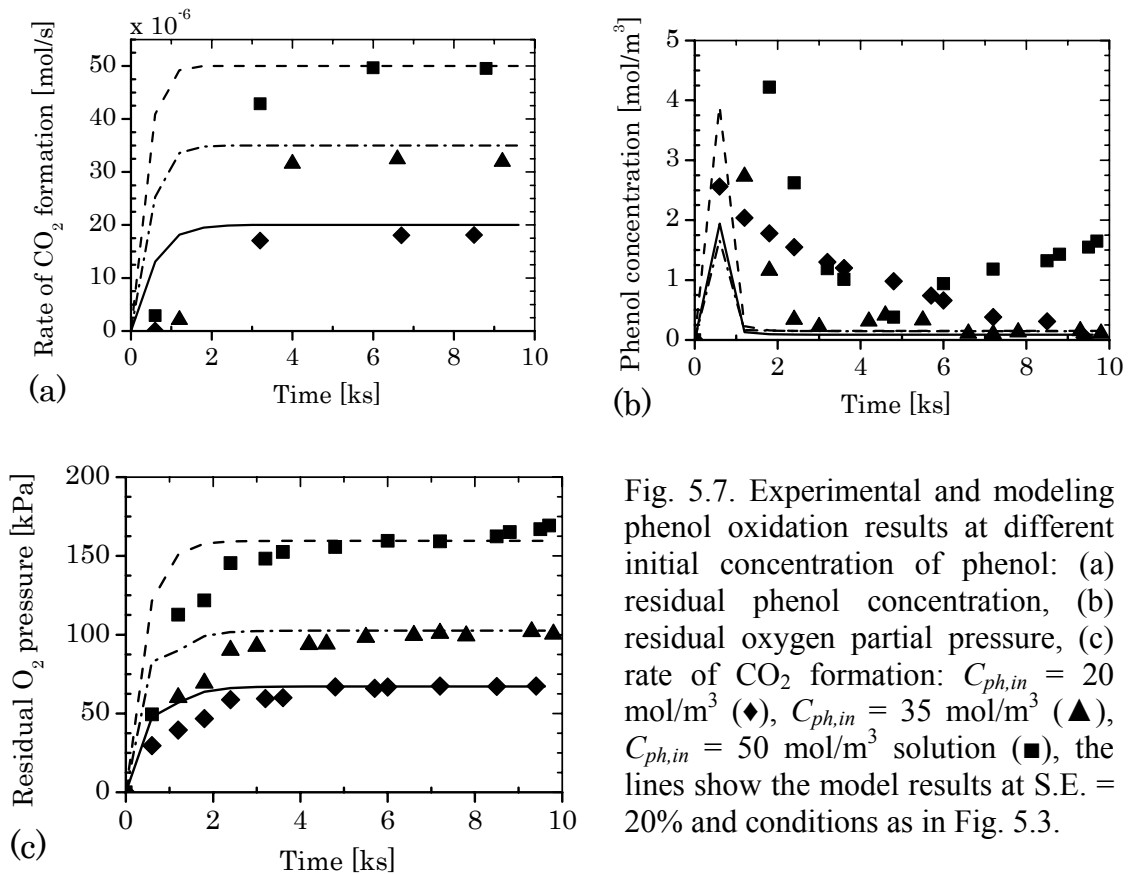 x 10⁻⁶
50
40
30
20
10
0
0 2 4 6 8 10
Rate of CO₂ formation [mol/s]
Time [ks]
(a)
5
4
3
2
1
0
0 2 4 6 8 10
Phenol concentration [mol/m³]
Time [ks]
(b)
200
150
100
50
0
0 2 4 6 8 10
Residual O₂ pressure [kPa]
Time [ks]
(c)
Fig. 5.7. Experimental and modeling
phenol oxidation results at different
initial concentration of phenol: (a)
residual phenol concentration, (b)
residual oxygen partial pressure, (c)
rate of CO₂ formation: Cph,in = 20
mol/m³ (♦), Cph,in = 35 mol/m³ (▲),
Cph,in = 50 mol/m³ solution (■), the
lines show the model results at S.E. =
20% and conditions as in Fig. 5.3.